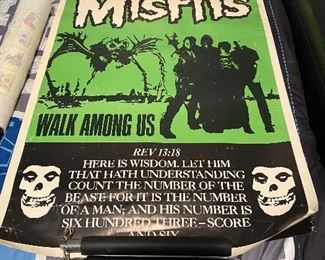 MISFITS
WALK AMONG US
REV 13:18
HERE IS WISDOM. LET HIM
THAT HATH UNDERSTANDING
COUNT THE NUMBER OF THE
BEAST: FOR IT IS THE NUMBER
OF A MAN; AND HIS NUMBER IS
SIX HUNDRED THREE-SCORE
AND SIX